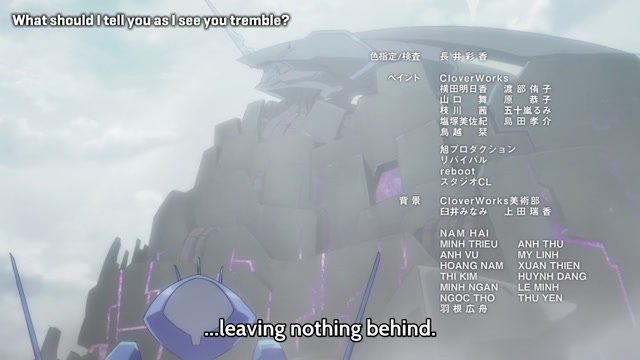 What should I tell you as I see you tremble?
色指定/検査 長井彩香
ペイント CloverWorks
横田明日香 渡部侑子
山口舞 原恭子
枝川茜 五十嵐るみ
塩塚美佐紀 島田孝介
鳥越栞
旭プロダクション
リバイバル
reboot
スタジオCL
背景 CloverWorks美術部
臼井みなみ 上田瑞香
NAM HAI
MINH TRIEU ANH THU
ANH VU MY LINH
HOANG NAM XUAN THIEN
THI KIM HUYNH DANG
MINH NGAN LE MINH
NGOC THO THU YEN
羽根広舟
...leaving nothing behind.